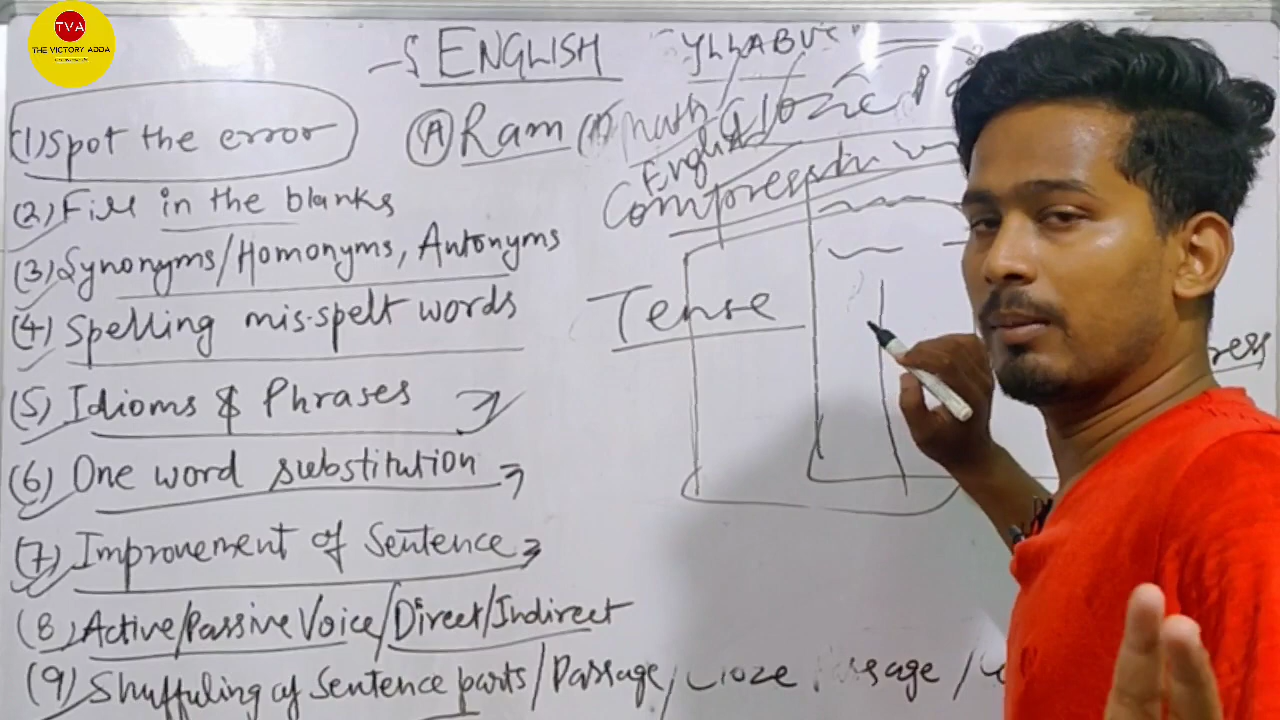 TVA
THE VICTORY ADDA
ENGLISH SYLLABUS
(1) Spot the error
(A) Ram (A) math Cloze
English
(2) Fill in the blanks
(3) Synonyms/Homonyms, Antonyms
(4) Spelling mis-spelt words
Tense
(5) Idioms & Phrases
(6) One word substitution
(7) Improvement of Sentence
(8) Active/Passive Voice/Direct/Indirect
(9) Shuffuling of Sentence parts/Passage/Cloze